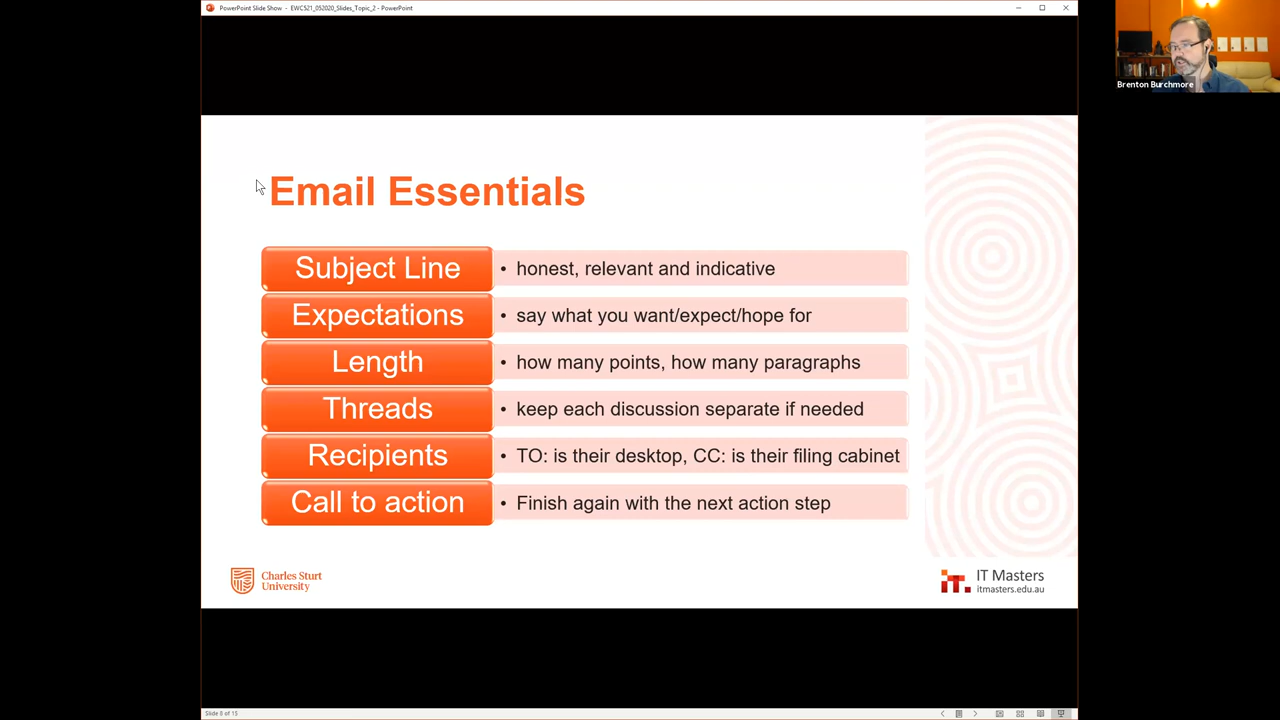 PowerPoint Slide Show - EWC521_052020_Slides_Topic_2 - PowerPoint
Brenton Burchmore
Email Essentials
Subject Line
• honest, relevant and indicative
Expectations
• say what you want/expect/hope for
Length
• how many points, how many paragraphs
Threads
• keep each discussion separate if needed
Recipients
• TO: is their desktop, CC: is their filing cabinet
Call to action
• Finish again with the next action step
Charles Sturt
University
IT Masters
itmasters.edu.au
Slide 8 of 15